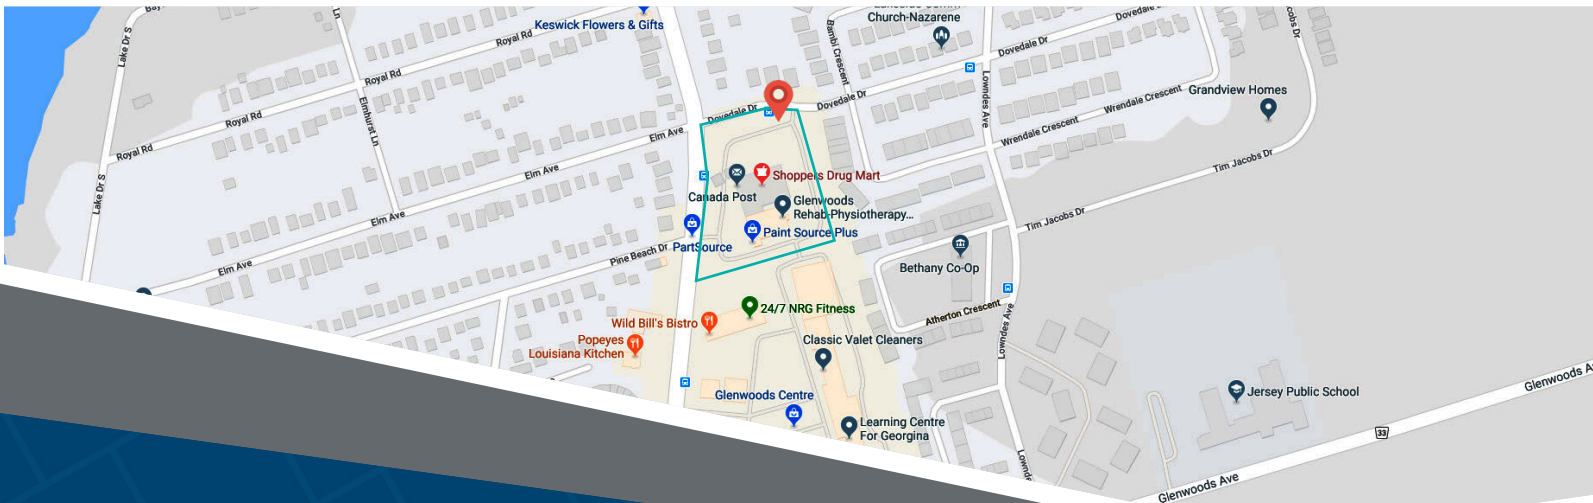 Lake Dr S
Ln
Keswick Flowers & Gifts
Royal Rd
Royal Rd
Royal Rd
Royal Rd
Elmhurst Ln
Lake Dr S
Elm Ave
Elm Ave
Elm Ave
Elm Ave
Pine Beach Dr
Church-Nazarene
Bambi Crescent
Dovedale Dr
Dovedale Dr
Dovedale Dr
Dovedale
Lowndes Ave
Wrendale Crescent
Wrendale Crescent
Grandview Homes
Jacobs Dr
Tim Jacobs Dr
Tim Jacobs Dr
Shoppers Drug Mart
Canada Post
Glenwoods
Rehab-Physiotherapy...
Paint Source Plus
PartSource
Bethany Co-Op
Atherton Crescent
Lowndes Ave
24/7 NRG Fitness
Wild Bill's Bistro
Popeyes
Louisiana Kitchen
Classic Valet Cleaners
Glenwoods Centre
Learning Centre
For Georgina
Jersey Public School
Lownde
Glenwoods A
33
Glenwoods Ave